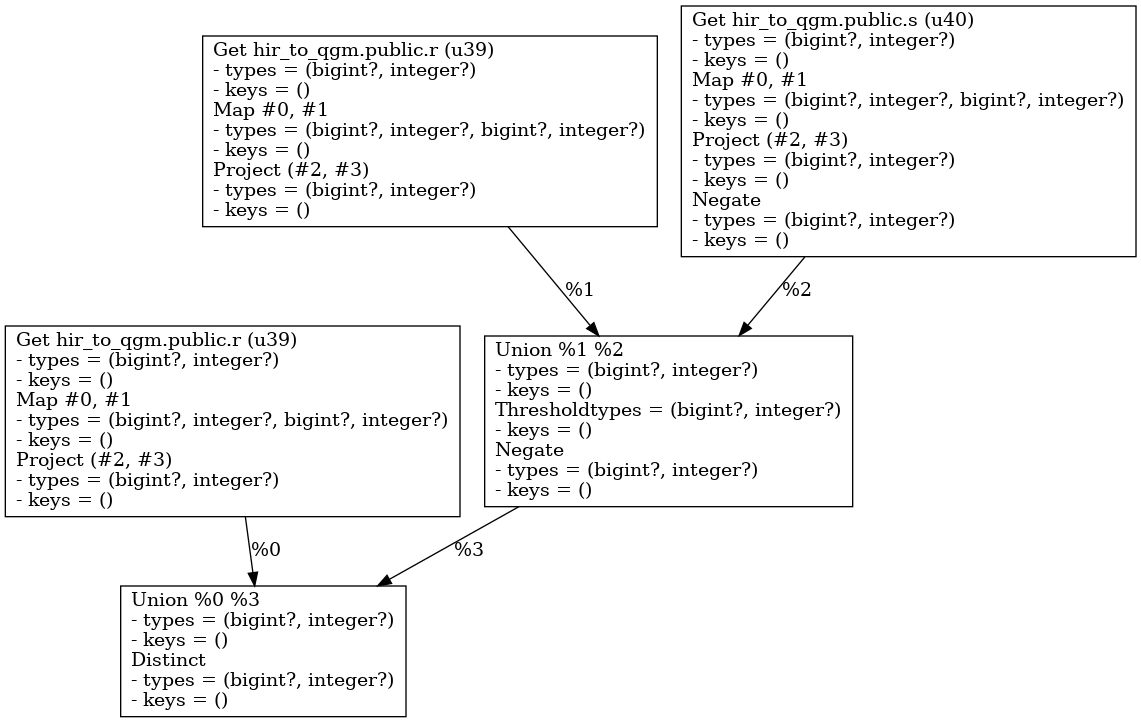 Get hir_to_qgm.public.s (u40)
- types = (bigint?, integer?)
- keys = ()
Map #0, #1
- types = (bigint?, integer?, bigint?, integer?)
- keys = ()
Project (#2, #3)
- types = (bigint?, integer?)
- keys = ()
Negate
- types = (bigint?, integer?)
- keys = ()
Get hir_to_qgm.public.r (u39)
- types = (bigint?, integer?)
- keys = ()
Map #0, #1
- types = (bigint?, integer?, bigint?, integer?)
- keys = ()
Project (#2, #3)
- types = (bigint?, integer?)
- keys = ()
%1
%2
Get hir_to_qgm.public.r (u39)
- types = (bigint?, integer?)
- keys = ()
Map #0, #1
- types = (bigint?, integer?, bigint?, integer?)
- keys = ()
Project (#2, #3)
- types = (bigint?, integer?)
- keys = ()
Union %1 %2
- types = (bigint?, integer?)
- keys = ()
Thresholdtypes = (bigint?, integer?)
- keys = ()
Negate
- types = (bigint?, integer?)
- keys = ()
%0
%3
Union %0 %3
- types = (bigint?, integer?)
- keys = ()
Distinct
- types = (bigint?, integer?)
- keys = ()